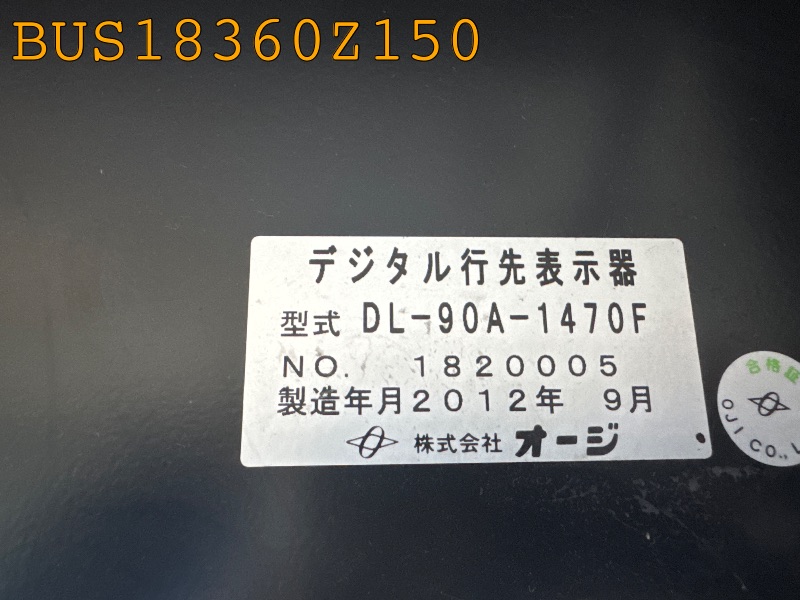 BUS18360Z150
デジタル行先表示器
型式 DL-90A-1470F
NO. 1820005
製造年月2012年 9月
株式会社 オージ
合格証
OJI CO., L